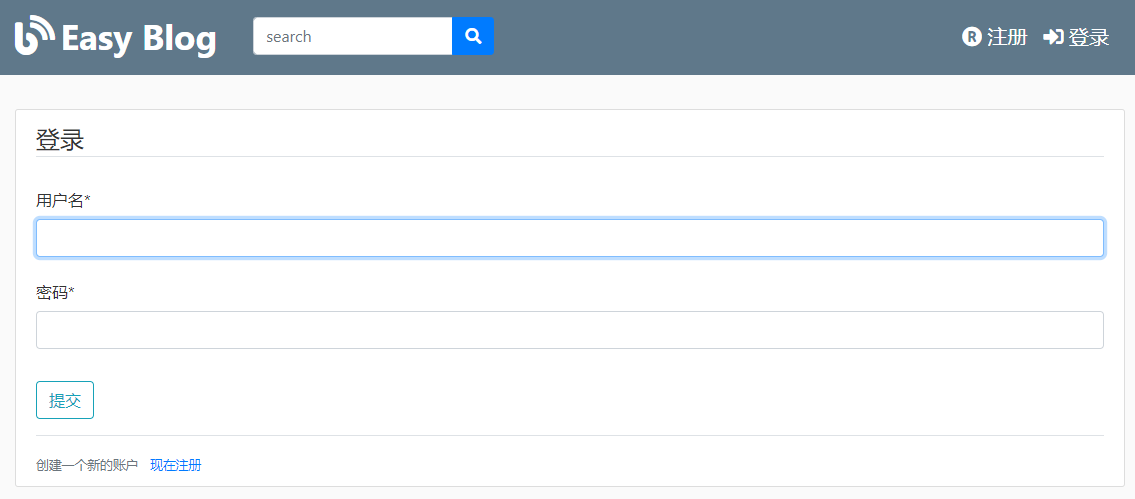 Easy Blog search 注册 登录
登录
用户名*
密码*
提交
创建一个新的账户 现在注册